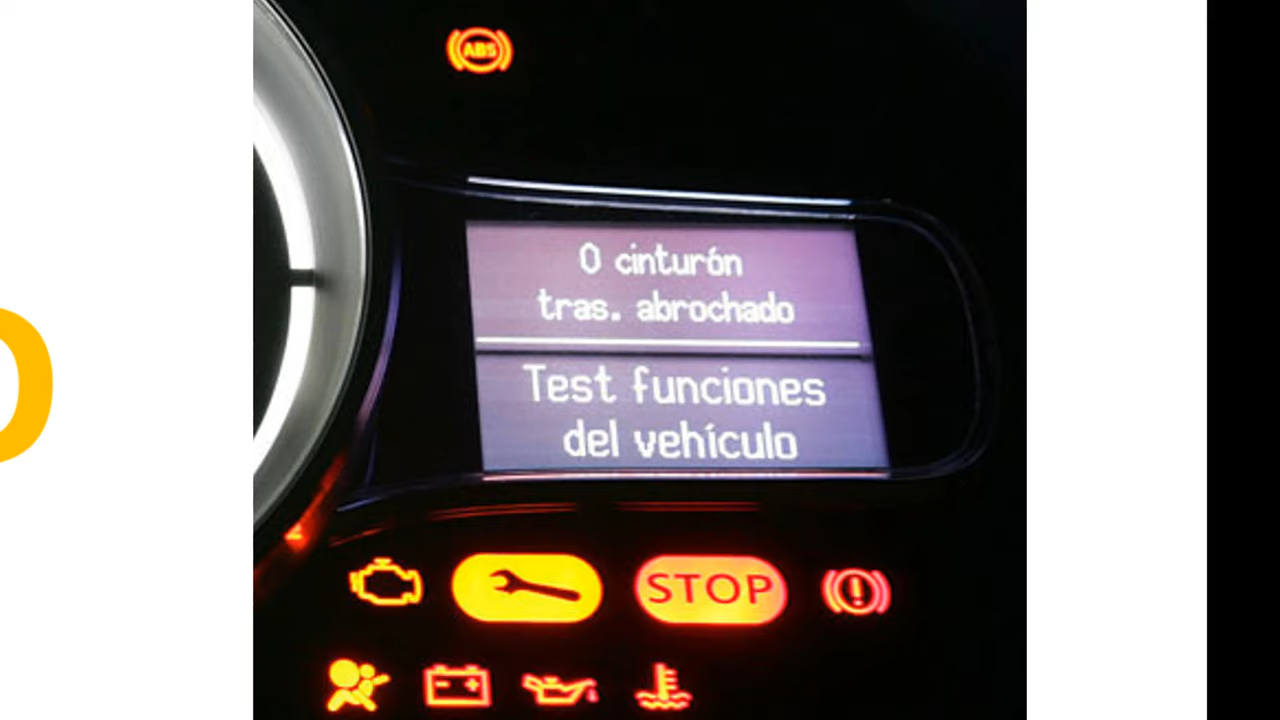 ABS
0 cinturón
tras. abrochado
Test funciones
del vehículo
STOP